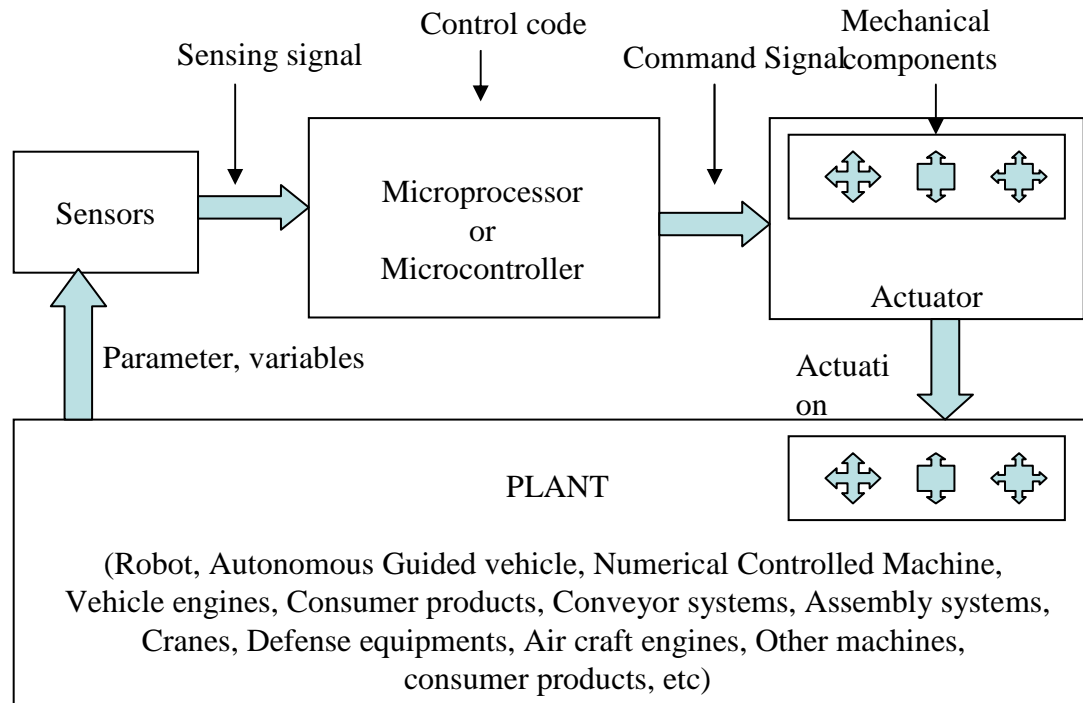 Control code
Mechanical
Sensing signal
Command Signal
components
Sensors
Microprocessor
or
Microcontroller
Actuator
Parameter, variables
Actuati
on
PLANT
(Robot, Autonomous Guided vehicle, Numerical Controlled Machine,
Vehicle engines, Consumer products, Conveyor systems, Assembly systems,
Cranes, Defense equipments, Air craft engines, Other machines,
consumer products, etc)